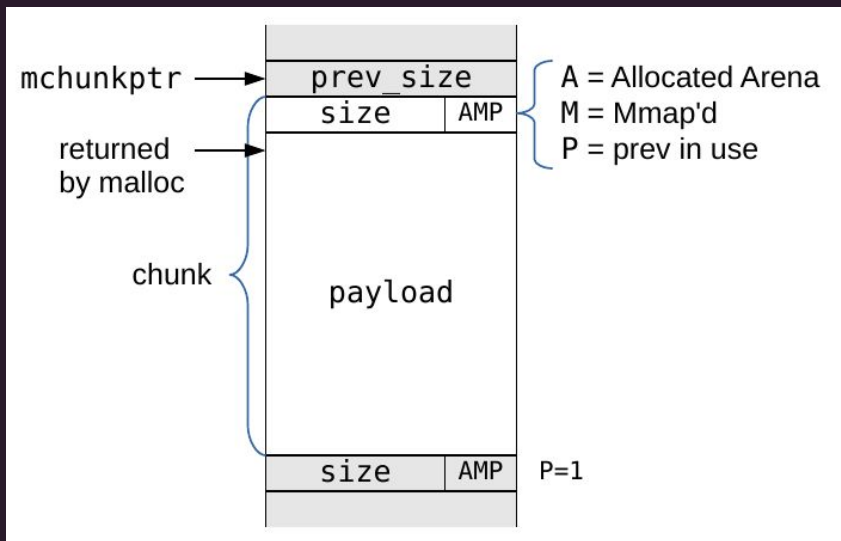 mchunkptr
prev_size
A = Allocated Arena
size
AMP
M = Mmap'd
returned
by malloc
P = prev in use
chunk
payload
size
AMP
P=1